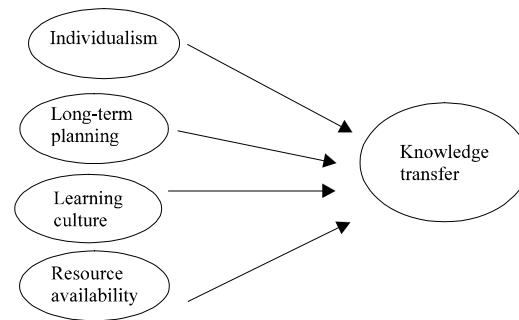 Individualism
Long-term
planning
Learning
culture
Resource
availability
Knowledge
transfer